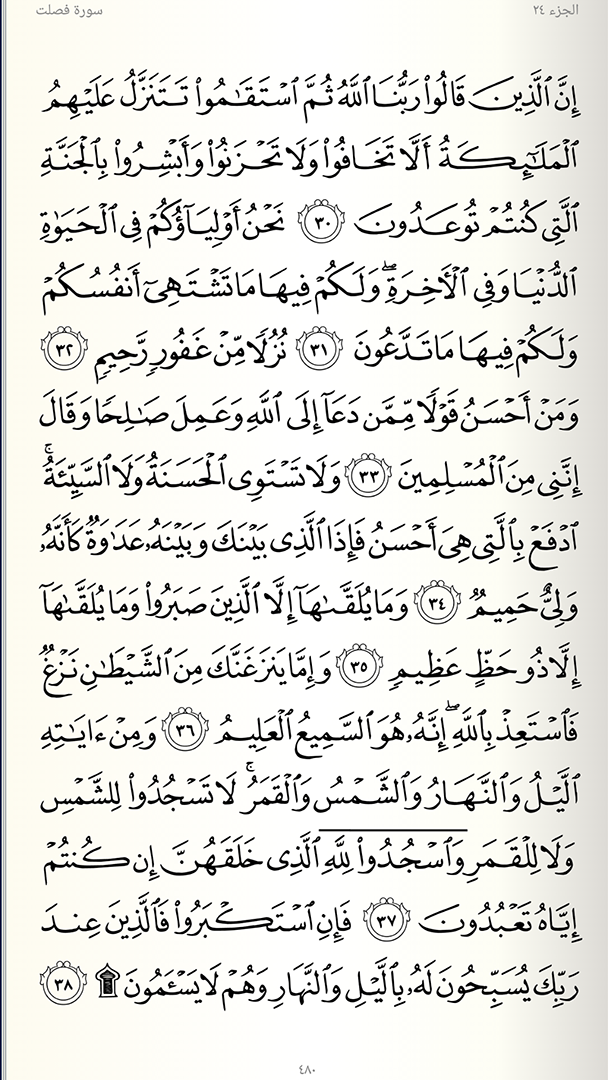 سورة فصلت
الجزء ٢٤
إِنَّ ٱلَّذِينَ قَالُوا۟ رَبُّنَا ٱللَّهُ ثُمَّ ٱسْتَقَـٰمُوا۟ تَتَنَزَّلُ عَلَيْهِمُ
ٱلْمَلَـٰٓئِكَةُ أَلَّا تَخَافُوا۟ وَلَا تَحْزَنُوا۟ وَأَبْشِرُوا۟ بِٱلْجَنَّةِ
ٱلَّتِى كُنتُمْ تُوعَدُونَ ٣٠ نَحْنُ أَوْلِيَآؤُكُمْ فِى ٱلْحَيَوٰةِ
ٱلدُّنْيَا وَفِى ٱلْـَٔاخِرَةِ ۖ وَلَكُمْ فِيهَا مَا تَشْتَهِىٓ أَنفُسُكُمْ
وَلَكُمْ فِيهَا مَا تَدَّعُونَ ٣١ نُزُلًا مِّنْ غَفُورٍ رَّحِيمٍ ٣٢
وَمَنْ أَحْسَنُ قَوْلًا مِّمَّن دَعَآ إِلَى ٱللَّهِ وَعَمِلَ صَـٰلِحًا وَقَالَ
إِنَّنِى مِنَ ٱلْمُسْلِمِينَ ٣٣ وَلَا تَسْتَوِى ٱلْحَسَنَةُ وَلَا ٱلسَّيِّئَةُ ۚ
ٱدْفَعْ بِٱلَّتِى هِىَ أَحْسَنُ فَإِذَا ٱلَّذِى بَيْنَكَ وَبَيْنَهُۥ عَدَٰوَةٌ كَأَنَّهُۥ
وَلِىٌّ حَمِيمٌ ٣٤ وَمَا يُلَقَّىٰهَآ إِلَّا ٱلَّذِينَ صَبَرُوا۟ وَمَا يُلَقَّىٰهَآ
إِلَّا ذُو حَظٍّ عَظِيمٍ ٣٥ وَإِمَّا يَنزَغَنَّكَ مِنَ ٱلشَّيْطَـٰنِ نَزْغٌ
فَٱسْتَعِذْ بِٱللَّهِ ۖ إِنَّهُۥ هُوَ ٱلسَّمِيعُ ٱلْعَلِيمُ ٣٦ وَمِنْ ءَايَـٰتِهِ
ٱلَّيْلُ وَٱلنَّهَارُ وَٱلشَّمْسُ وَٱلْقَمَرُ ۚ لَا تَسْجُدُوا۟ لِلشَّمْسِ
وَلَا لِلْقَمَرِ وَٱسْجُدُوا۟ لِلَّهِ ٱلَّذِى خَلَقَهُنَّ إِن كُنتُمْ
إِيَّاهُ تَعْبُدُونَ ٣٧ فَإِنِ ٱسْتَكْبَرُوا۟ فَٱلَّذِينَ عِندَ
رَبِّكَ يُسَبِّحُونَ لَهُۥ بِٱلَّيْلِ وَٱلنَّهَارِ وَهُمْ لَا يَسْـَٔمُونَ ۩ ٣٨
٤٨٠